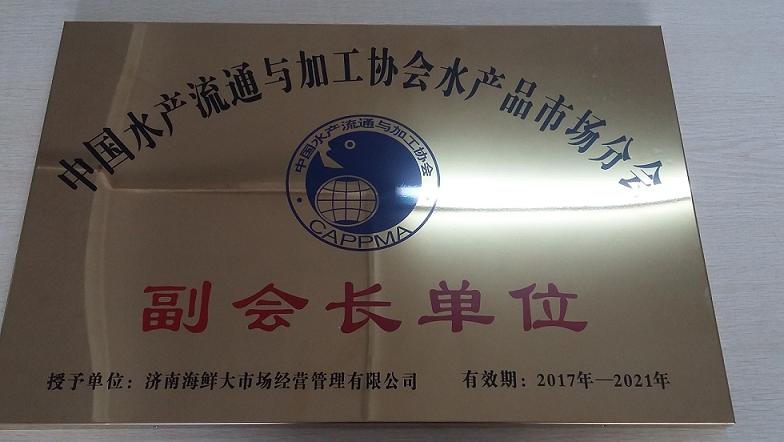 中国水产流通与加工协会水产品市场分会
中国水产流通与加工协会
CAPPMA
副会长单位
授予单位：济南海鲜大市场经营管理有限公司 有效期：2017年—2021年